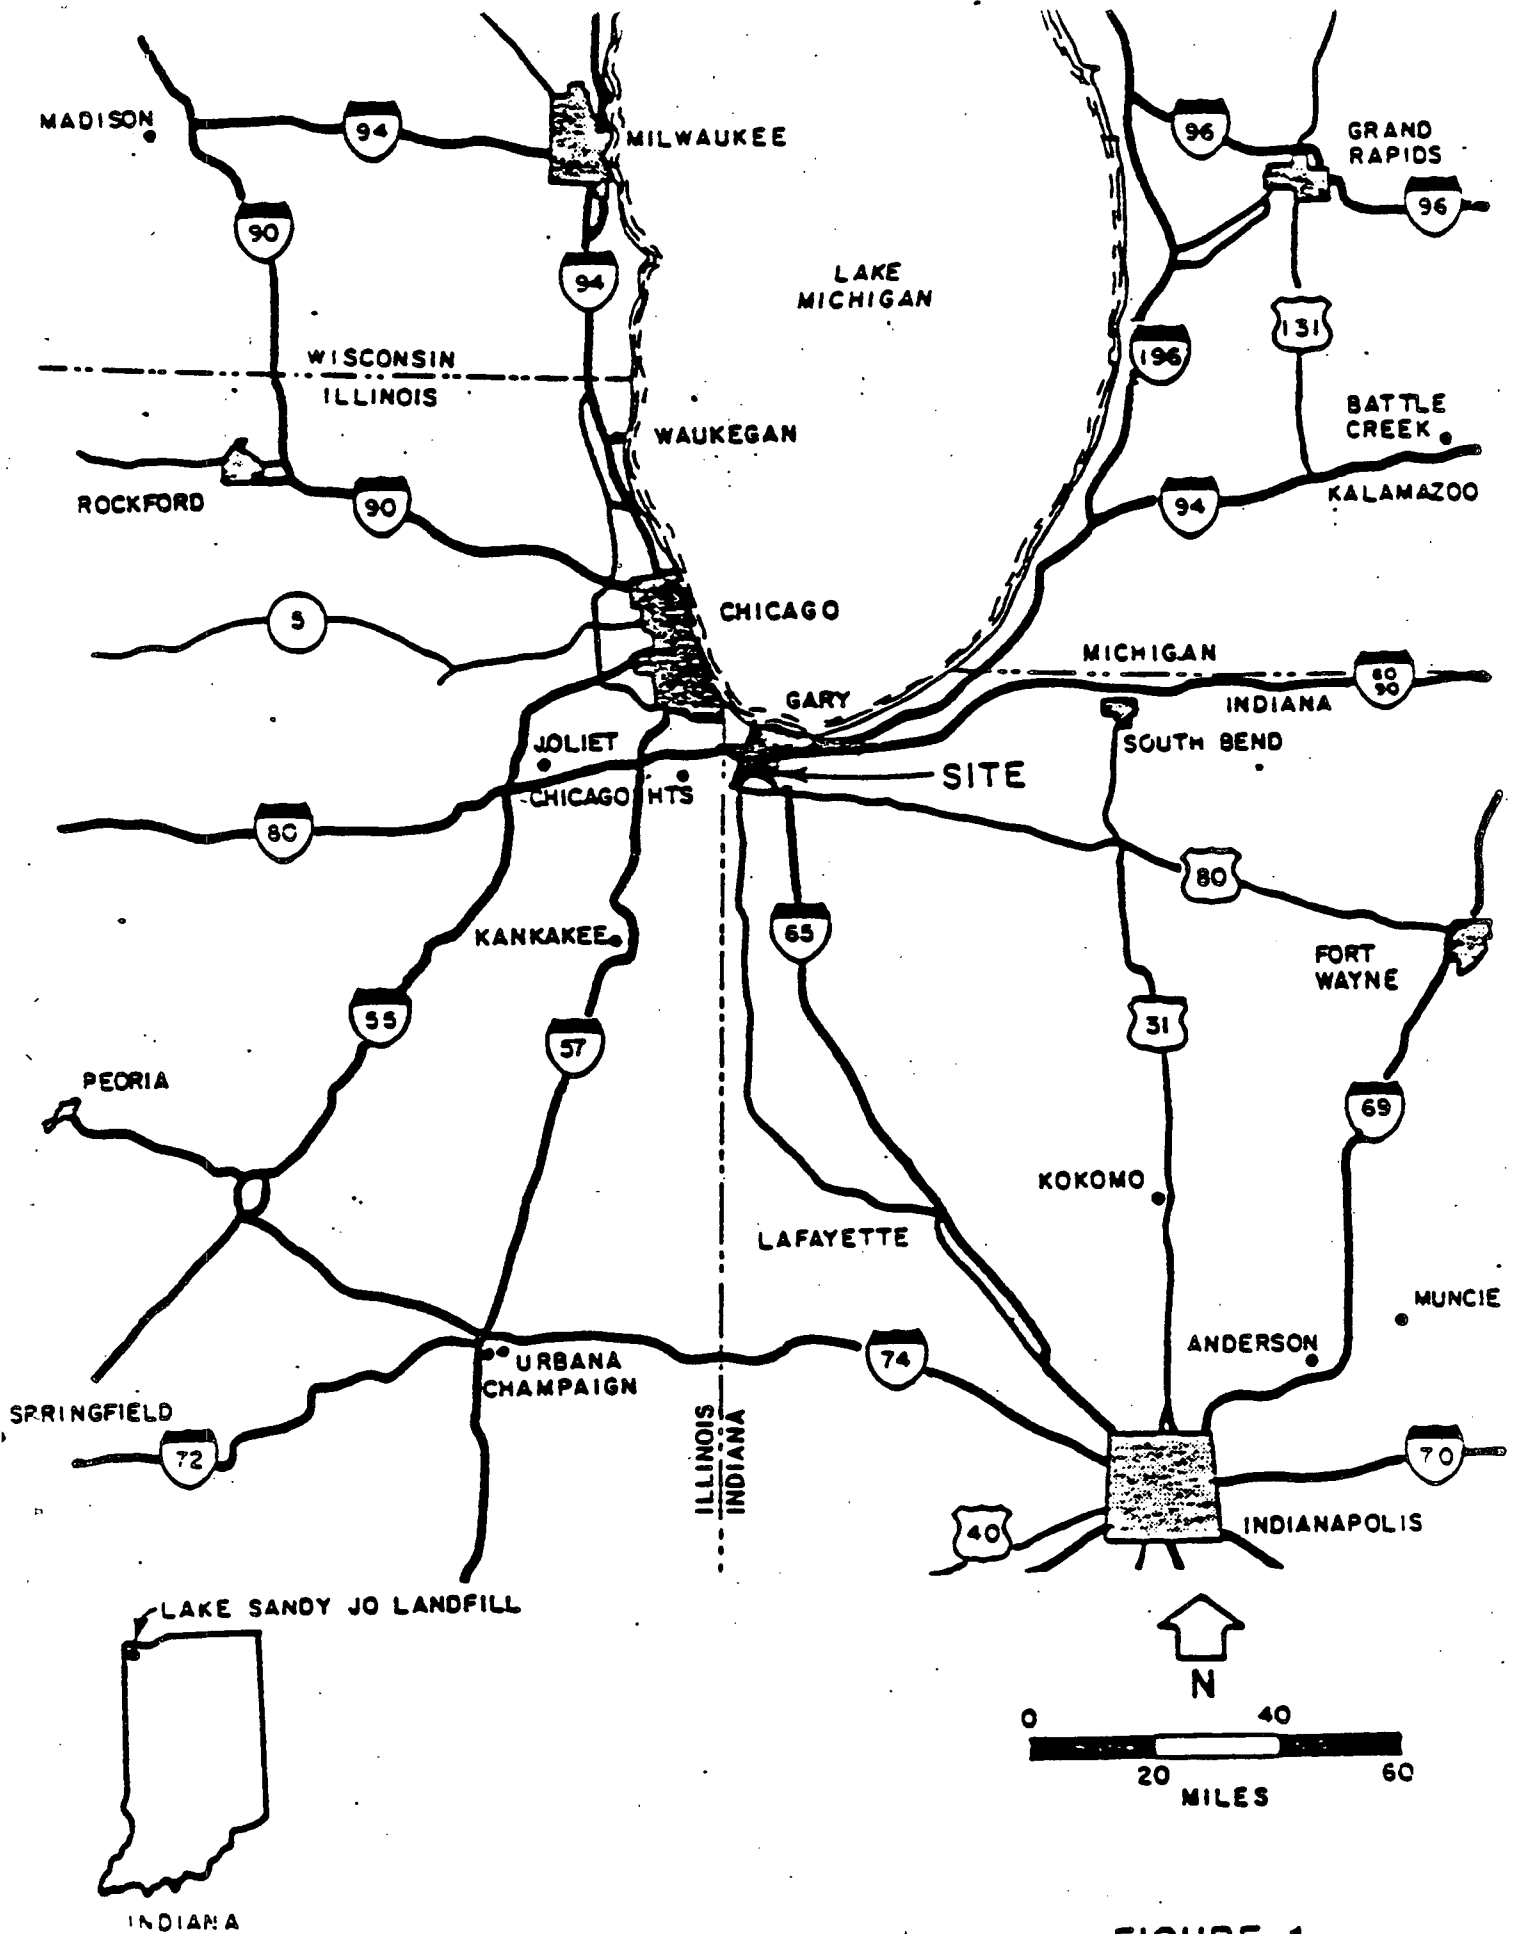 MADISON
94
MILWAUKEE
96
GRAND
RAPIDS
96
90
94
LAKE
MICHIGAN
131
196
WISCONSIN
ILLINOIS
BATTLE
CREEK
WAUKEGAN
ROCKFORD
90
94
KALAMAZOO
5
CHICAGO
MICHIGAN
80
90
INDIANA
GARY
JOLIET
SOUTH BEND
SITE
CHICAGO HTS
80
80
65
KANKAKEE
FORT
WAYNE
55
31
57
PEORIA
69
KOKOMO
LAFAYETTE
MUNCIE
ANDERSON
74
URBANA
CHAMPAIGN
SPRINGFIELD
72
ILLINOIS
INDIANA
70
40
INDIANAPOLIS
LAKE SANDY JO LANDFILL
N
0
40
20
60
MILES
INDIANA
FIGURE 1